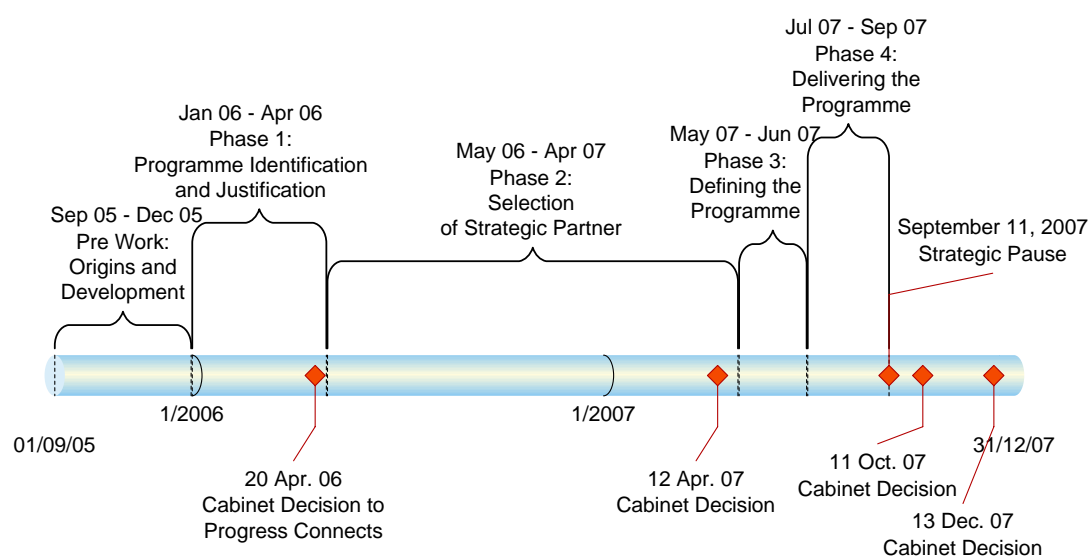 Jul 07 - Sep 07
Phase 4:
Delivering the
Programme
Jan 06 - Apr 06
Phase 1:
Programme Identification
and Justification
May 06 - Apr 07
Phase 2:
Selection
of Strategic Partner
May 07 - Jun 07
Phase 3:
Defining the
Programme
Sep 05 - Dec 05
Pre Work:
Origins and
Development
September 11, 2007
Strategic Pause
1/2006
1/2007
01/09/05
31/12/07
20 Apr. 06
Cabinet Decision to
Progress Connects
12 Apr. 07
Cabinet Decision
11 Oct. 07
Cabinet Decision
13 Dec. 07
Cabinet Decision